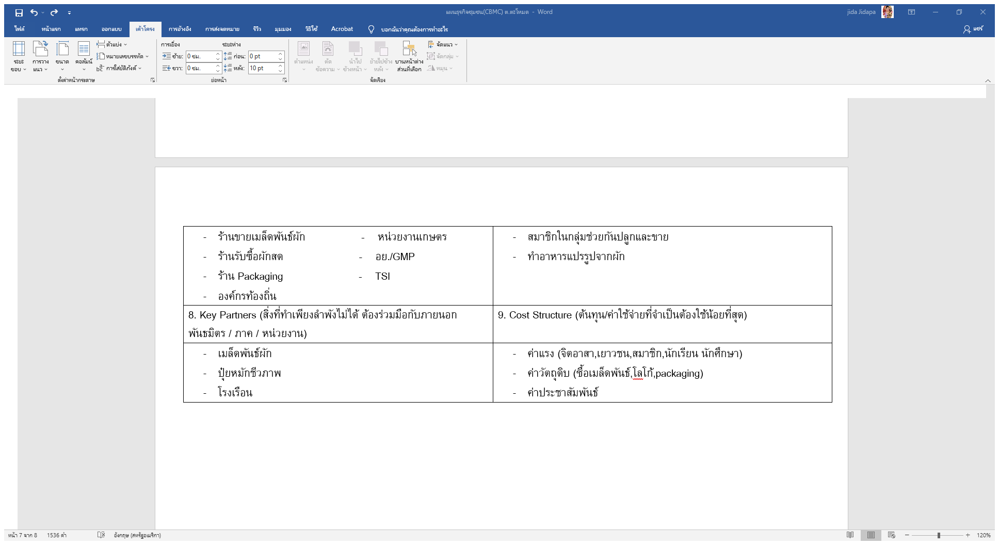 แผนธุรกิจชุมชน(CBMC) ต.ตะโหมด - Word
jida Jidapa
ไฟล์ หน้าแรก แทรก ออกแบบ เค้าโครง การอ้างอิง การส่งจดหมาย รีวิว มุมมอง วิธีใช้ Acrobat บอกฉันว่าคุณต้องการทำอะไร แชร์
ระยะขอบ การวางแนว ขนาด คอลัมน์
ตัวแบ่ง
หมายเลขบรรทัด
การใส่ยัติภังค์
ตั้งค่าหน้ากระดาษ
การเยื้อง ระยะห่าง
ซ้าย: 0 ซม. ก่อน: 0 pt
ขวา: 0 ซม. หลัง: 10 pt
ย่อหน้า
ตำแหน่ง ตัดข้อความ นำไปข้างหน้า ย้ายไปข้างหลัง บานหน้าต่างส่วนที่เลือก
จัดแนว
จัดกลุ่ม
หมุน
จัดเรียง
- ร้านขายเมล็ดพันธ์ผัก - หน่วยงานเกษตร
- ร้านรับซื้อผักสด - อย./GMP
- ร้าน Packaging - TSI
- องค์กรท้องถิ่น
- สมาชิกในกลุ่มช่วยกันปลูกและขาย
- ทำอาหารแปรรูปจากผัก
8. Key Partners (สิ่งที่ทำเพียงลำพังไม่ได้ ต้องร่วมมือกับภายนอก
พันธมิตร / ภาค / หน่วยงาน)
9. Cost Structure (ต้นทุน/ค่าใช้จ่ายที่จำเป็นต้องใช้น้อยที่สุด)
- เมล็ดพันธ์ผัก
- ปุ๋ยหมักชีวภาพ
- โรงเรือน
- ค่าแรง (จิตอาสา,เยาวชน,สมาชิก,นักเรียน นักศึกษา)
- ค่าวัตถุดิบ (ซื้อเมล็ดพันธ์,โลโก้,packaging)
- ค่าประชาสัมพันธ์
หน้า 7 จาก 8 1536 คำ อังกฤษ (สหรัฐอเมริกา) 120%